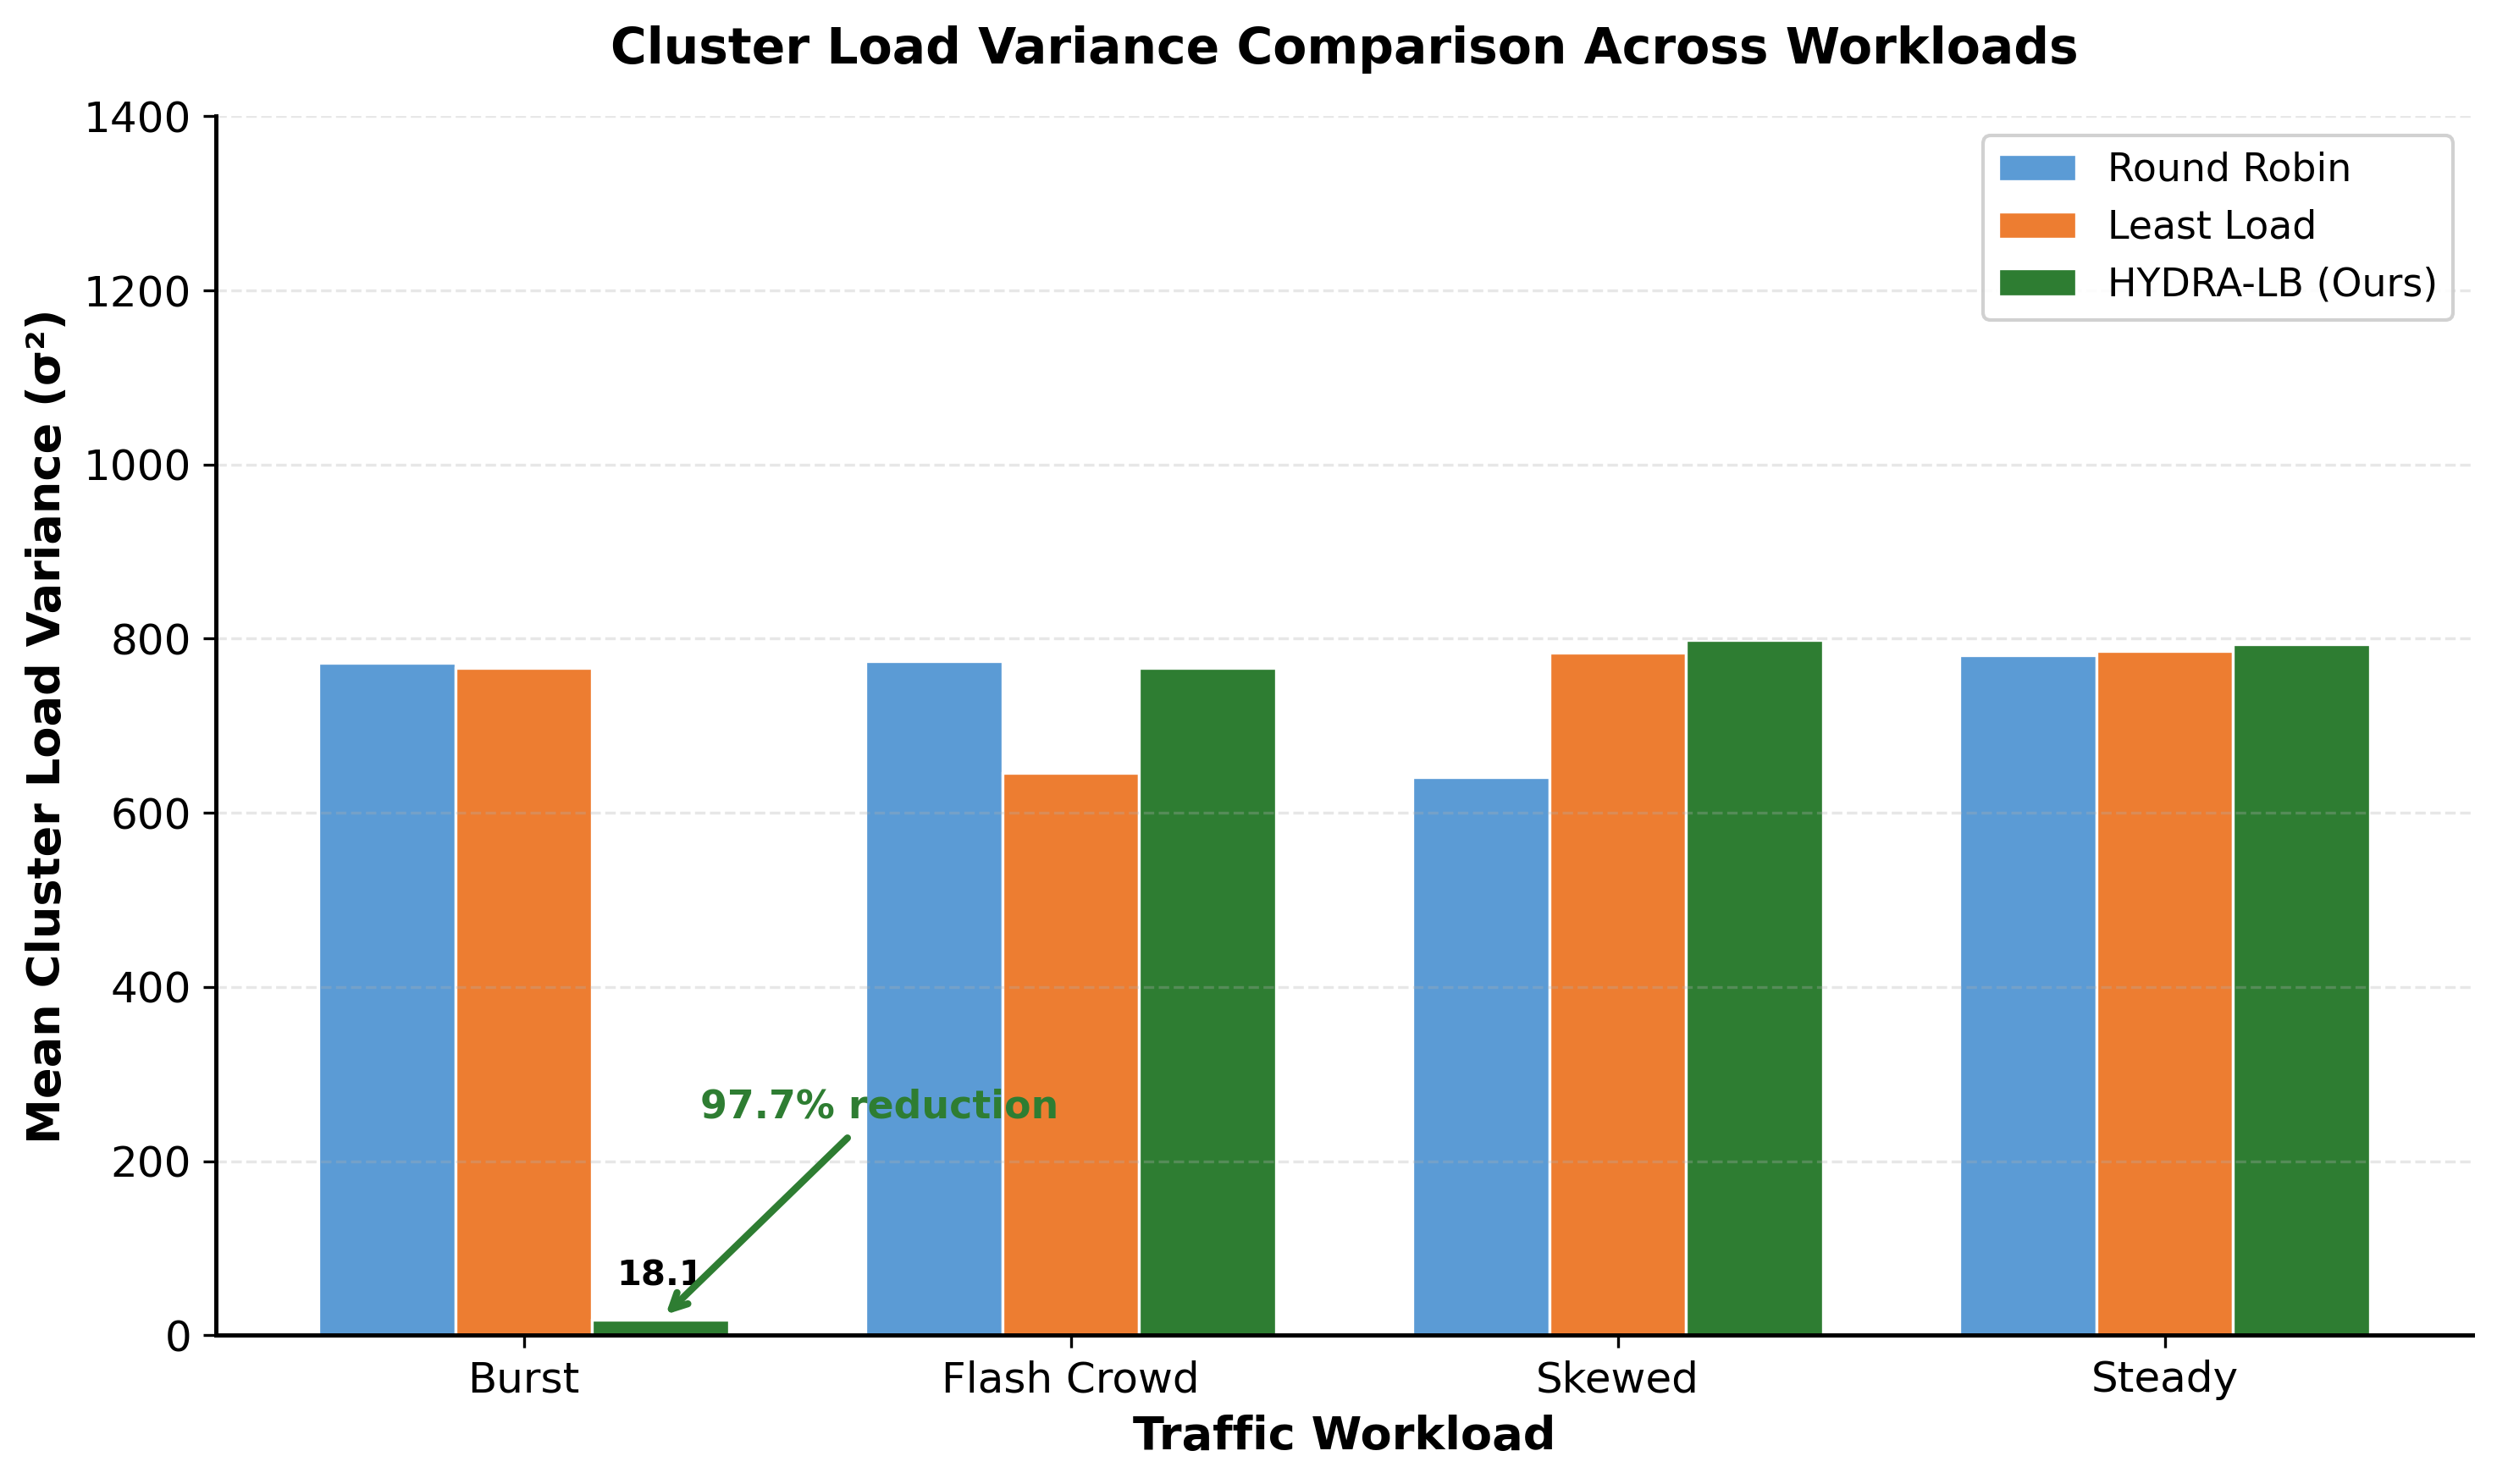 Cluster Load Variance Comparison Across Workloads
Mean Cluster Load Variance (σ²)
1400
1200
1000
800
600
400
200
0
Round Robin
Least Load
HYDRA-LB (Ours)
97.7% reduction
18.1
Burst
Flash Crowd
Skewed
Steady
Traffic Workload